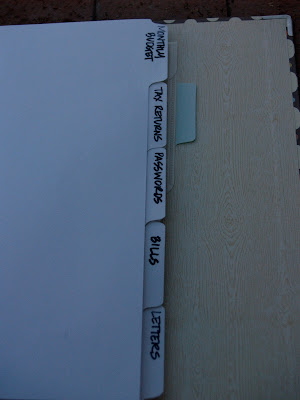 MONTHLY
BUDGET
TAX RETURNS
PASSWORDS
BILLS
LETTERS